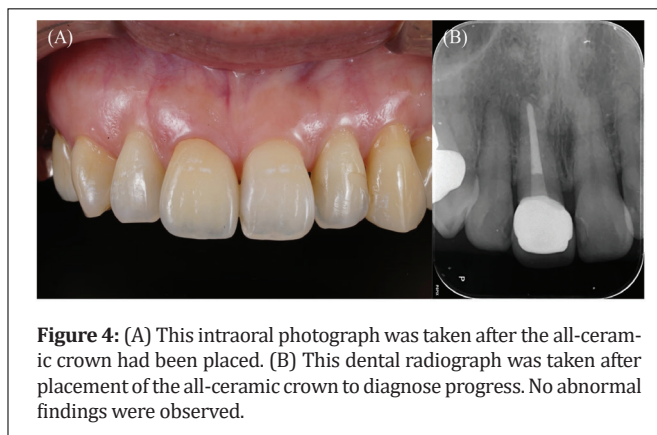 (A)
(B)
P
Figure 4: (A) This intraoral photograph was taken after the all-ceram-
ic crown had been placed. (B) This dental radiograph was taken after
placement of the all-ceramic crown to diagnose progress. No abnormal
findings were observed.